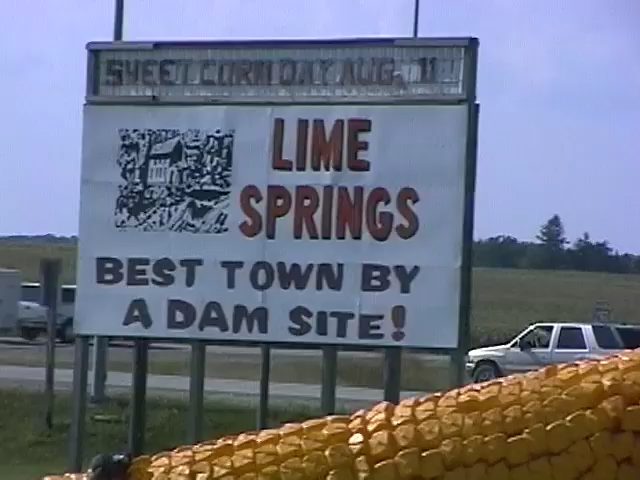 SWEET CORN DAY AUG. 11
LIME
SPRINGS
BEST TOWN BY
A DAM SITE!